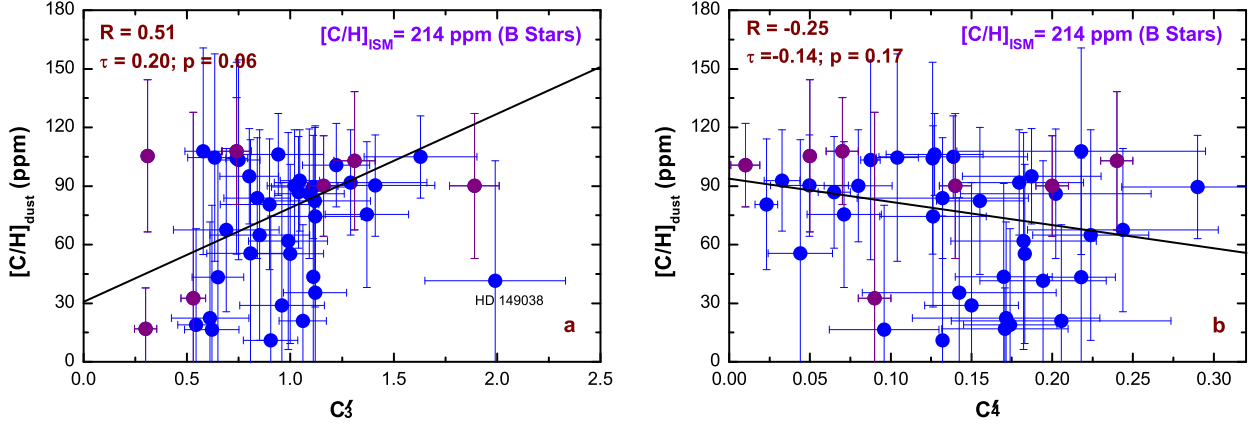 R = 0.51
[C/H]ISM= 214 ppm (B Stars)
τ = 0.20; p = 0.06
180
150
120
90
60
30
0
[C/H]dust (ppm)
HD 149038
a
0.0 0.5 1.0 1.5 2.0 2.5
C′3
R = -0.25
[C/H]ISM= 214 ppm (B Stars)
τ =-0.14; p = 0.17
180
150
120
90
60
30
0
[C/H]dust (ppm)
b
0.00 0.05 0.10 0.15 0.20 0.25 0.30
C′4